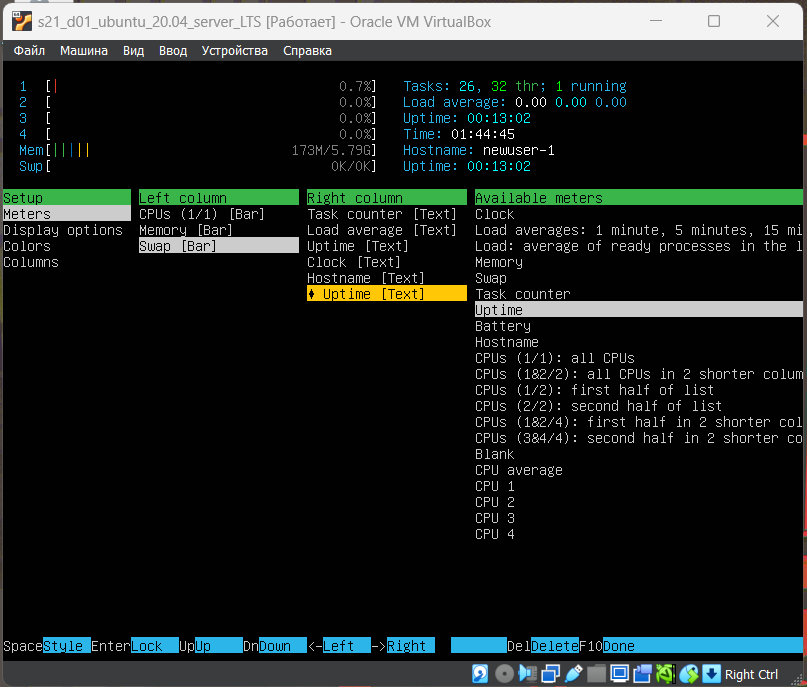 s21_d01_ubuntu_20.04_server_LTS [Работает] - Oracle VM VirtualBox
Файл Машина Вид Ввод Устройства Справка
1 [| 0.7%] Tasks: 26, 32 thr; 1 running
2 [ 0.0%] Load average: 0.00 0.00 0.00
3 [ 0.0%] Uptime: 00:13:02
4 [ 0.0%] Time: 01:44:45
Mem[||||| 173M/5.79G] Hostname: newuser-1
Swp[ 0K/0K] Uptime: 00:13:02
Setup Left column Right column Available meters
Meters CPUs (1/1) [Bar] Task counter [Text] Clock
Display options Memory [Bar] Load average [Text] Load averages: 1 minute, 5 minutes, 15 mi
Colors Swap [Bar] Uptime [Text] Load: average of ready processes in the l
Columns Clock [Text] Memory
Hostname [Text] Swap
♦ Uptime [Text] Task counter
Uptime
Battery
Hostname
CPUs (1/1): all CPUs
CPUs (1&2/2): all CPUs in 2 shorter colum
CPUs (1/2): first half of list
CPUs (2/2): second half of list
CPUs (1&2/4): first half in 2 shorter col
CPUs (3&4/4): second half in 2 shorter co
Blank
CPU average
CPU 1
CPU 2
CPU 3
CPU 4
SpaceStyle EnterLock UpUp DnDown <-Left ->Right DelDeleteF10Done
Right Ctrl